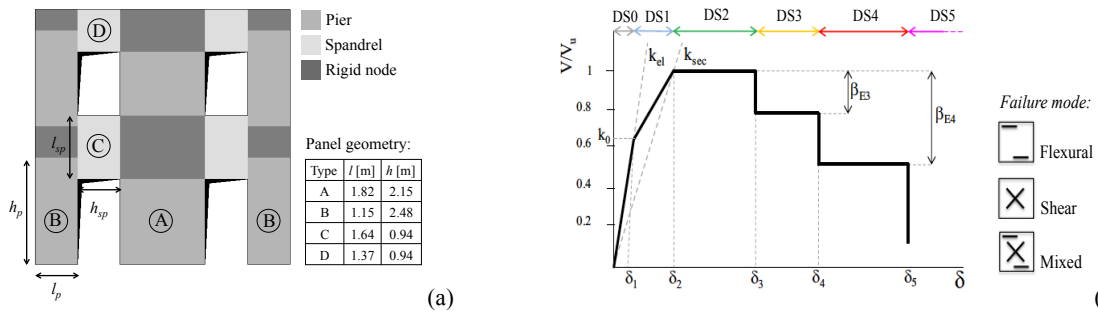 D
C
B
A
B
l_sp
h_sp
h_p
l_p
Pier
Spandrel
Rigid node
Panel geometry:
Type l [m] h [m]
A 1.82 2.15
B 1.15 2.48
C 1.64 0.94
D 1.37 0.94
(a)
DS0 DS1 DS2 DS3 DS4 DS5
V/V_u
k_el
k_sec
1
0.8
k_0
0.6
0.4
0.2
β_E3
β_E4
δ_1 δ_2 δ_3 δ_4 δ_5 δ
Failure mode:
Flexural
Shear
Mixed
(